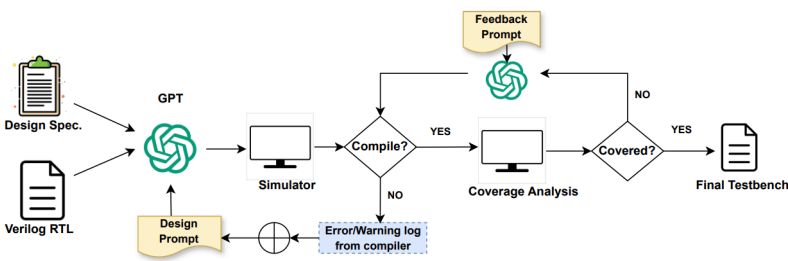 Feedback
Prompt
GPT
Design Spec.
NO
YES
YES
Compile?
Covered?
Simulator
Coverage Analysis
Final Testbench
NO
Verilog RTL
Design
Prompt
Error/Warning log
from compiler